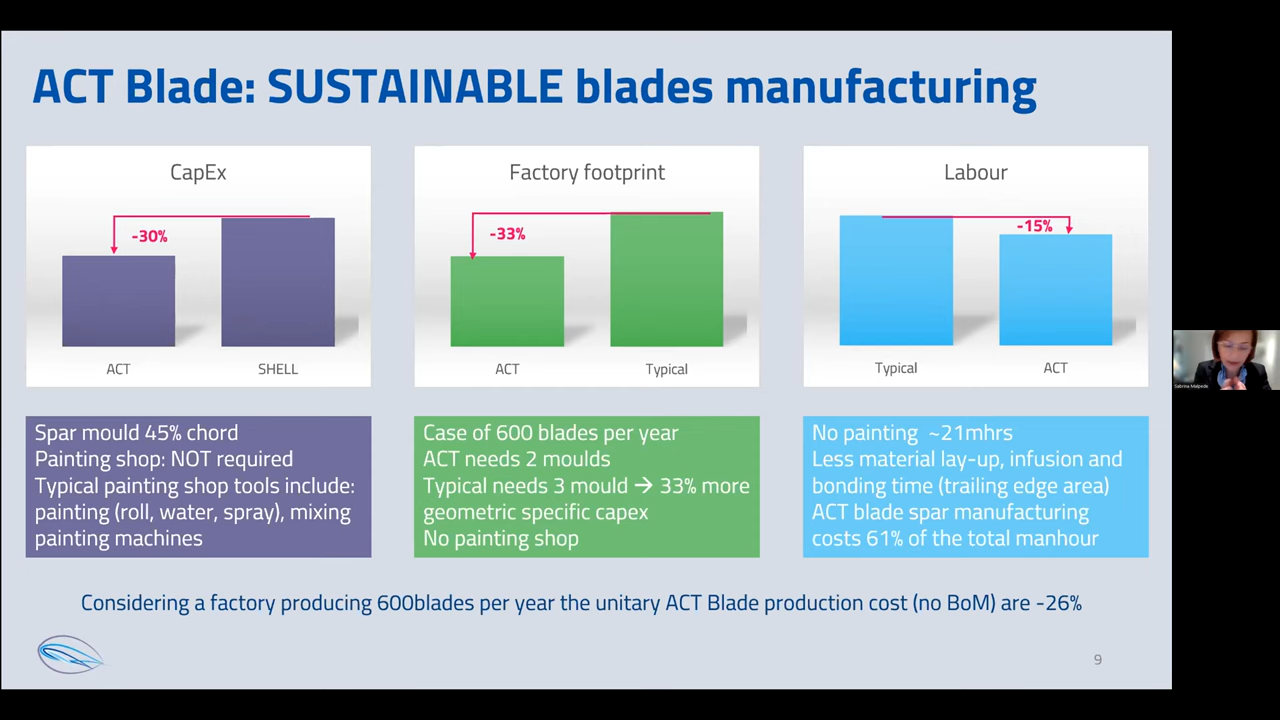 ACT Blade: SUSTAINABLE blades manufacturing
CapEx
-30%
ACT
SHELL
Factory footprint
-33%
ACT
Typical
Labour
-15%
Typical
ACT
Spar mould 45% chord
Painting shop: NOT required
Typical painting shop tools include:
painting (roll, water, spray), mixing
painting machines
Case of 600 blades per year
ACT needs 2 moulds
Typical needs 3 mould → 33% more
geometric specific capex
No painting shop
No painting ~21mhrs
Less material lay-up, infusion and
bonding time (trailing edge area)
ACT blade spar manufacturing
costs 61% of the total manhour
Considering a factory producing 600blades per year the unitary ACT Blade production cost (no BoM) are -26%
9
Sabrina Malpede